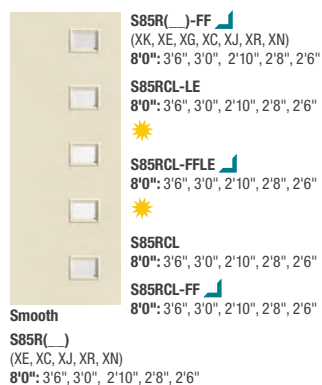 S85R(__)-FF
(XK, XE, XG, XC, XJ, XR, XN)
8'0": 3'6", 3'0", 2'10", 2'8", 2'6"
S85RCL-LE
8'0": 3'6", 3'0", 2'10", 2'8", 2'6"
S85RCL-FFLE
8'0": 3'6", 3'0", 2'10", 2'8", 2'6"
S85RCL
8'0": 3'6", 3'0", 2'10", 2'8", 2'6"
S85RCL-FF
8'0": 3'6", 3'0", 2'10", 2'8", 2'6"
Smooth
S85R(__)
(XE, XC, XJ, XR, XN)
8'0": 3'6", 3'0", 2'10", 2'8", 2'6"